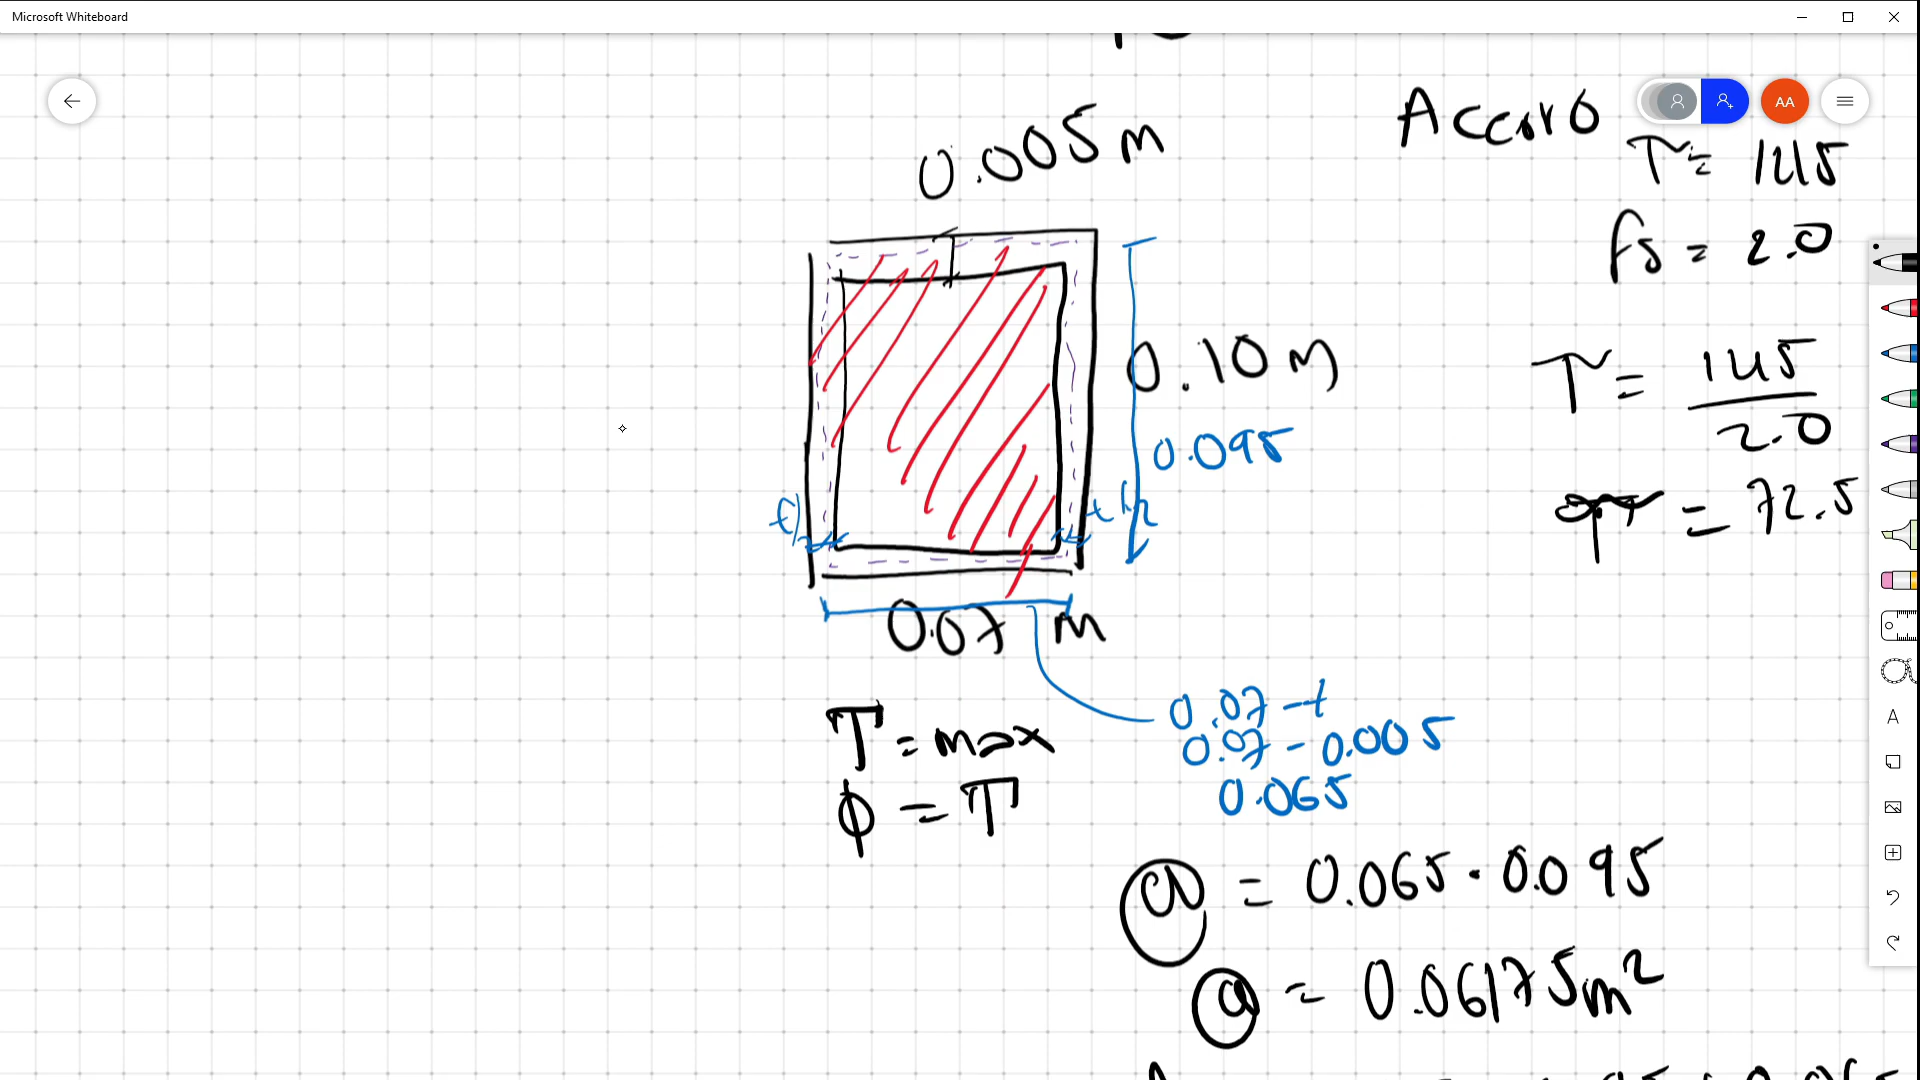 Microsoft Whiteboard
AA
0.005 m
0.10 m
0.095
t/2
0.07 m
T = max
ϕ = T
0.07 - t
0.07 - 0.005
0.065
a = 0.065 · 0.095
a = 0.06175 m²
τ = 145
fs = 2.0
τ = 145
2.0
τ = 72.5
A